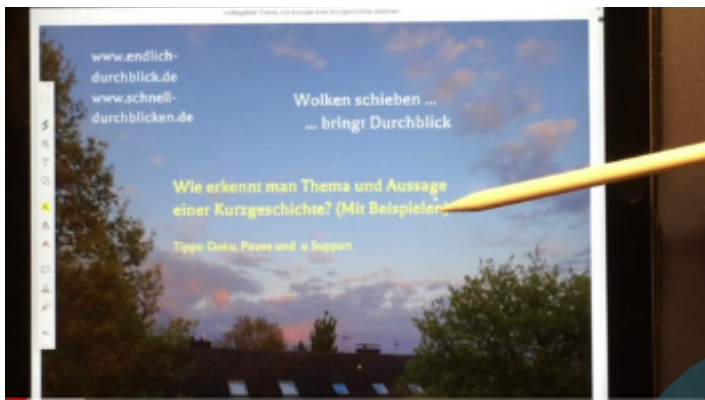 www.endlich-
durchblick.de
www.schnell-
durchblicken.de
Wolken schieben ...
.... bringt Durchblick
Wie erkennt man Thema und Aussage
einer Kurzgeschichte? (Mit Beispielen)
Tipps: Doku, Pause und u Support